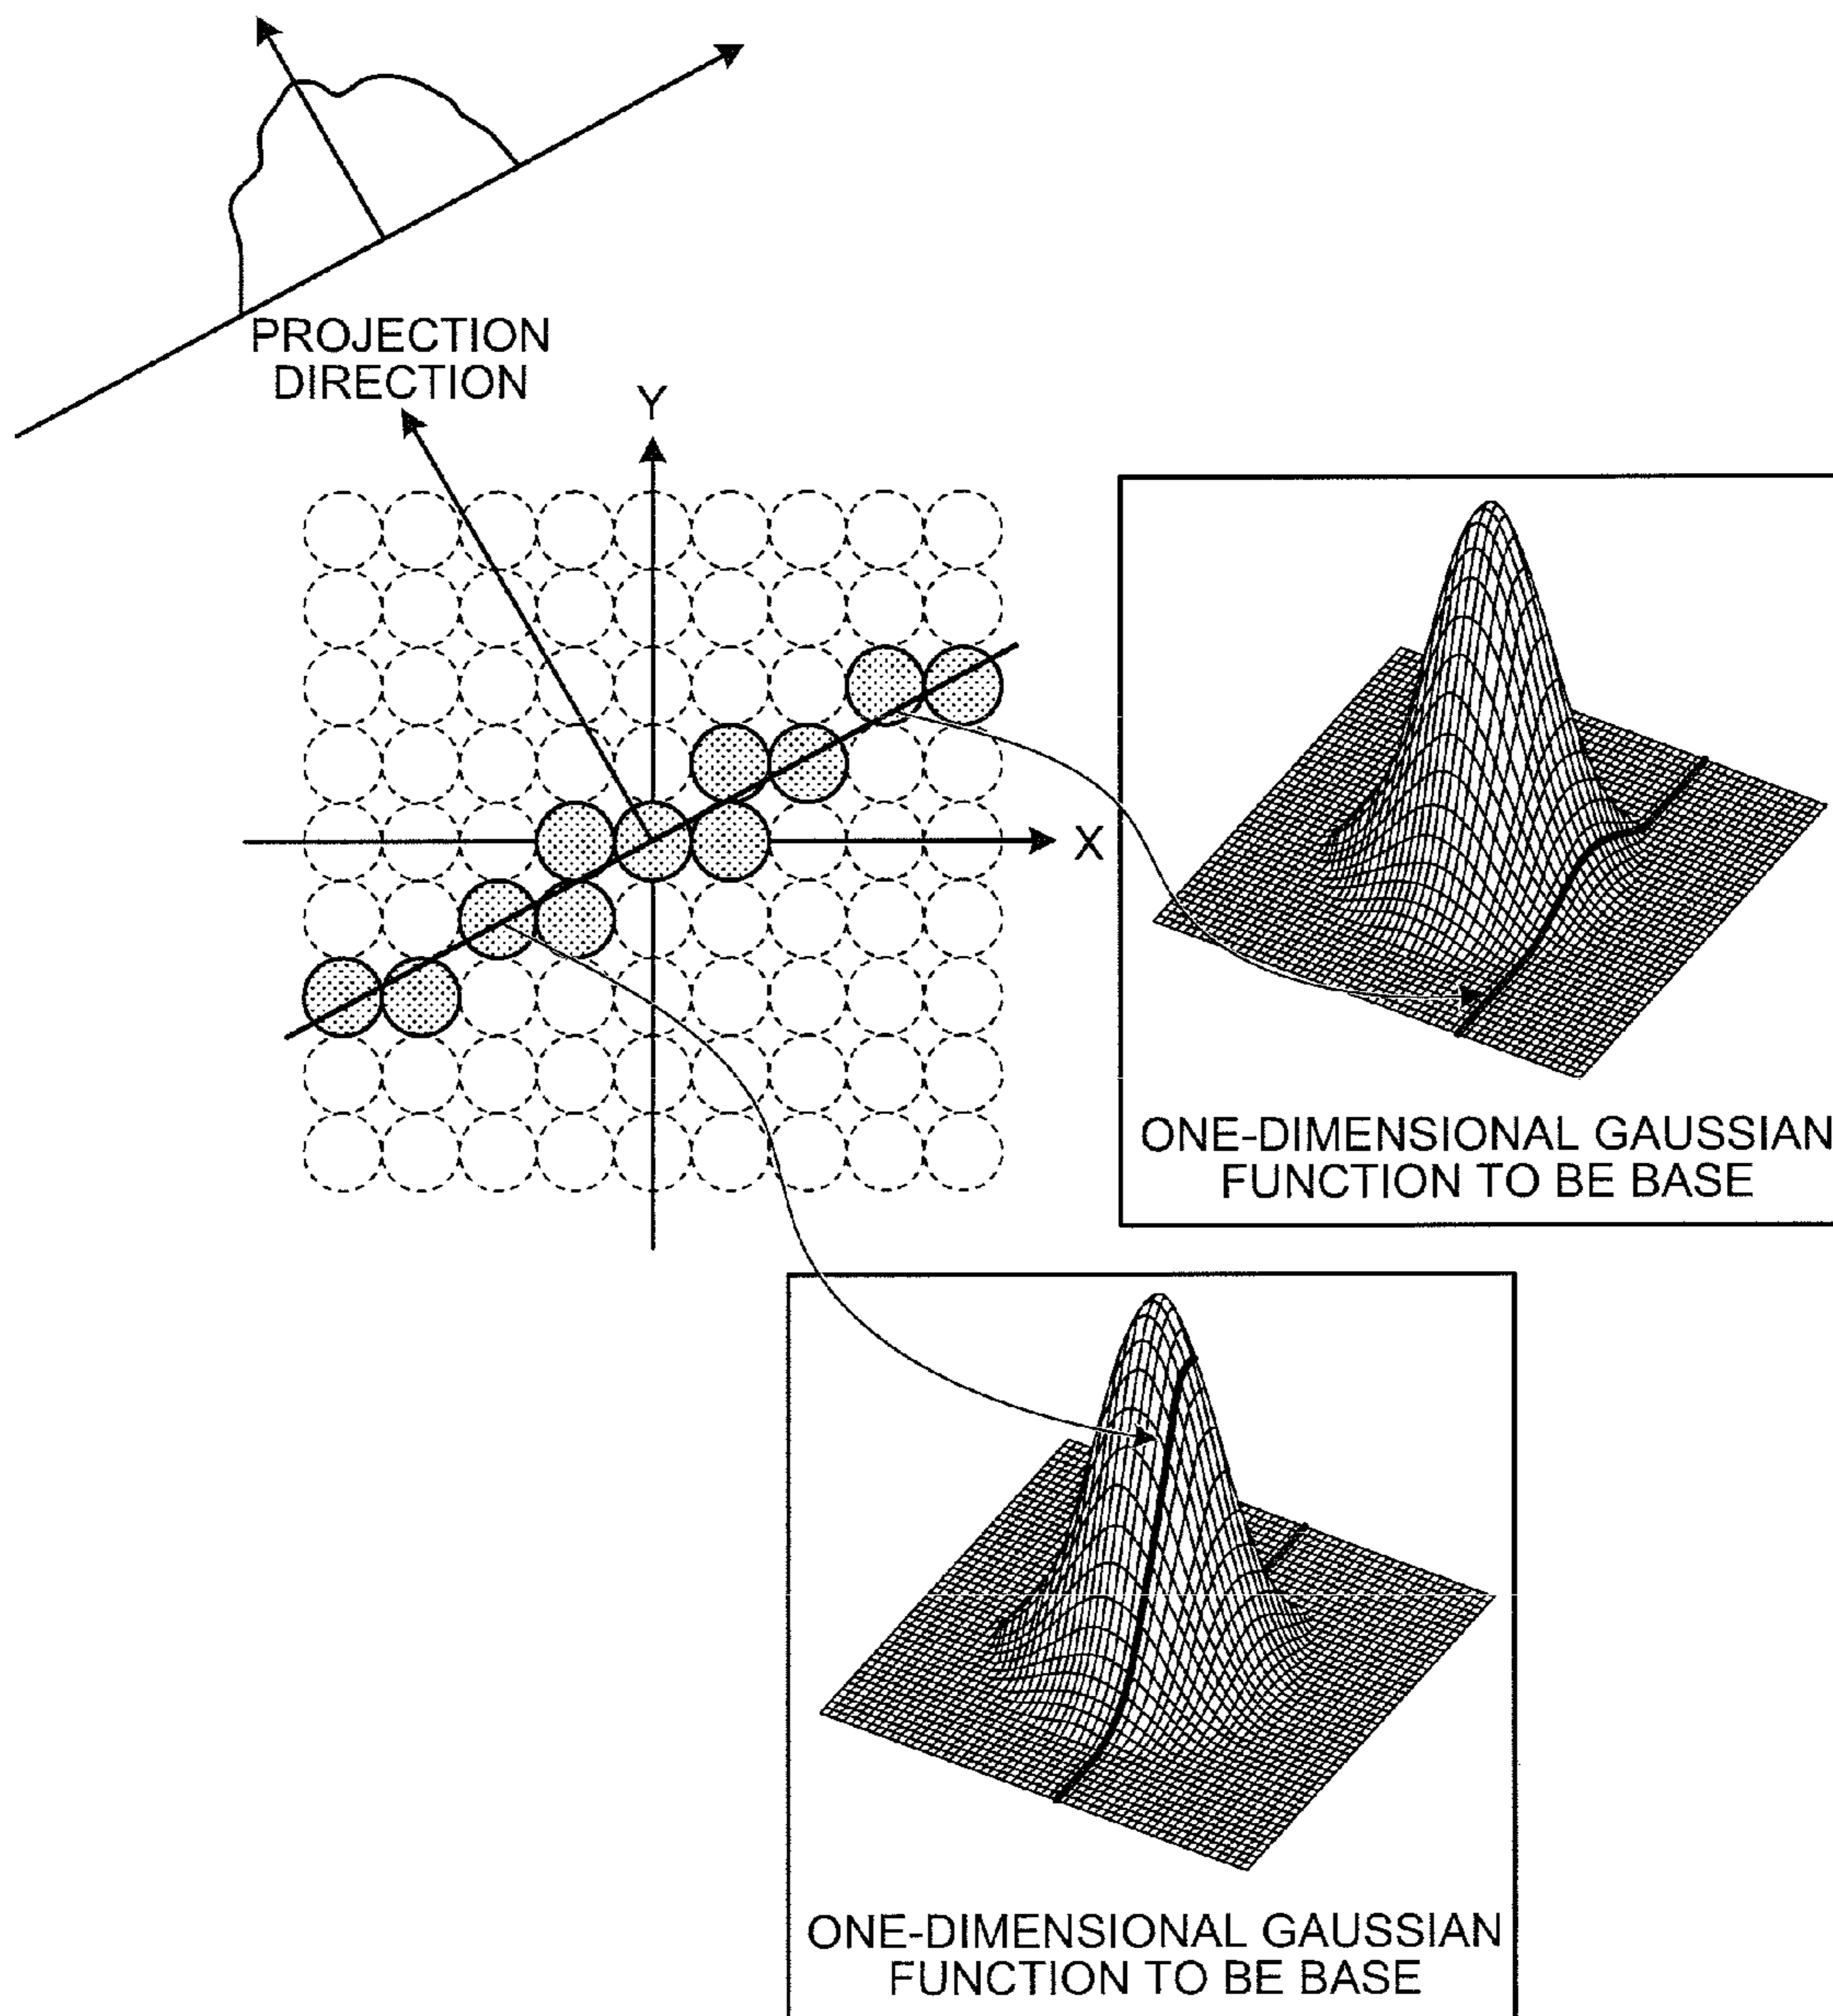 PROJECTION
DIRECTION
Y
X
ONE-DIMENSIONAL GAUSSIAN
FUNCTION TO BE BASE
ONE-DIMENSIONAL GAUSSIAN
FUNCTION TO BE BASE